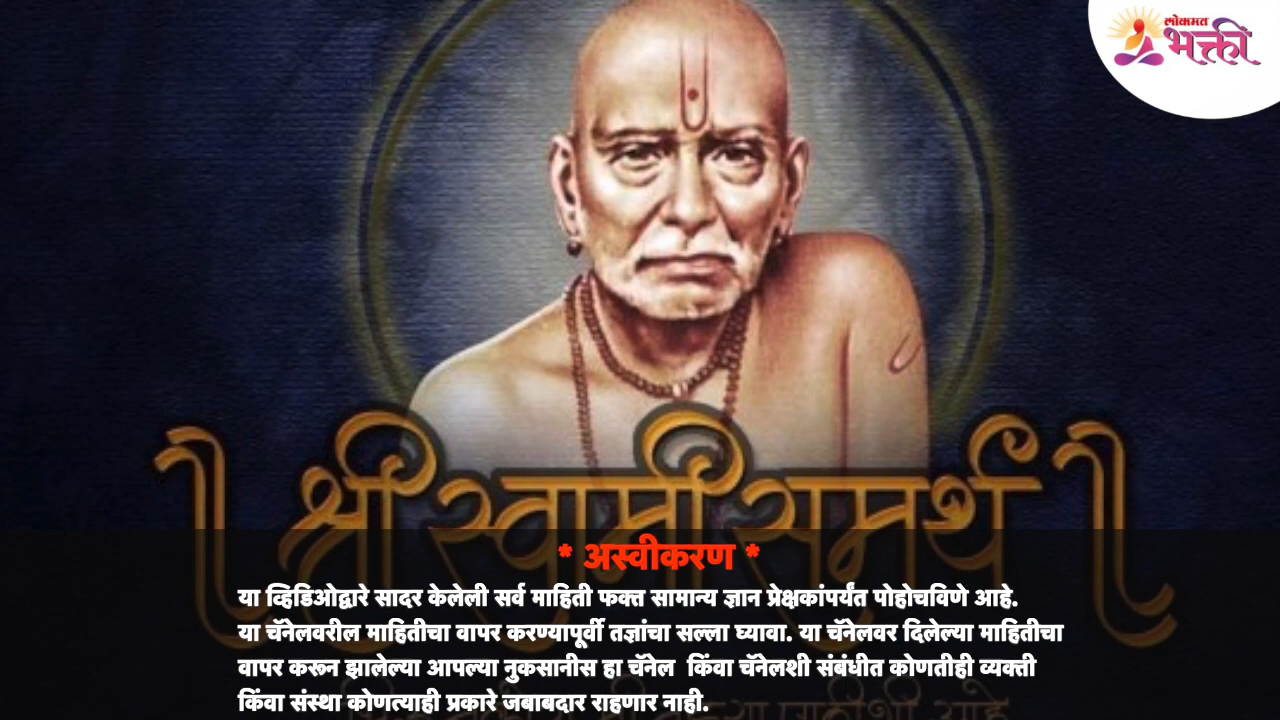 लोकमत
भक्ती
। श्री स्वामी समर्थ ।
* अस्वीकरण *
या व्हिडिओद्वारे सादर केलेली सर्व माहिती फक्त सामान्य ज्ञान प्रेक्षकांपर्यंत पोहोचविणे आहे.
या चॅनेलवरील माहितीचा वापर करण्यापूर्वी तज्ञांचा सल्ला घ्यावा. या चॅनेलवर दिलेल्या माहितीचा
वापर करून झालेल्या आपल्या नुकसानीस हा चॅनेल किंवा चॅनेलशी संबंधीत कोणतीही व्यक्ती
किंवा संस्था कोणत्याही प्रकारे जबाबदार राहणार नाही.
आहे